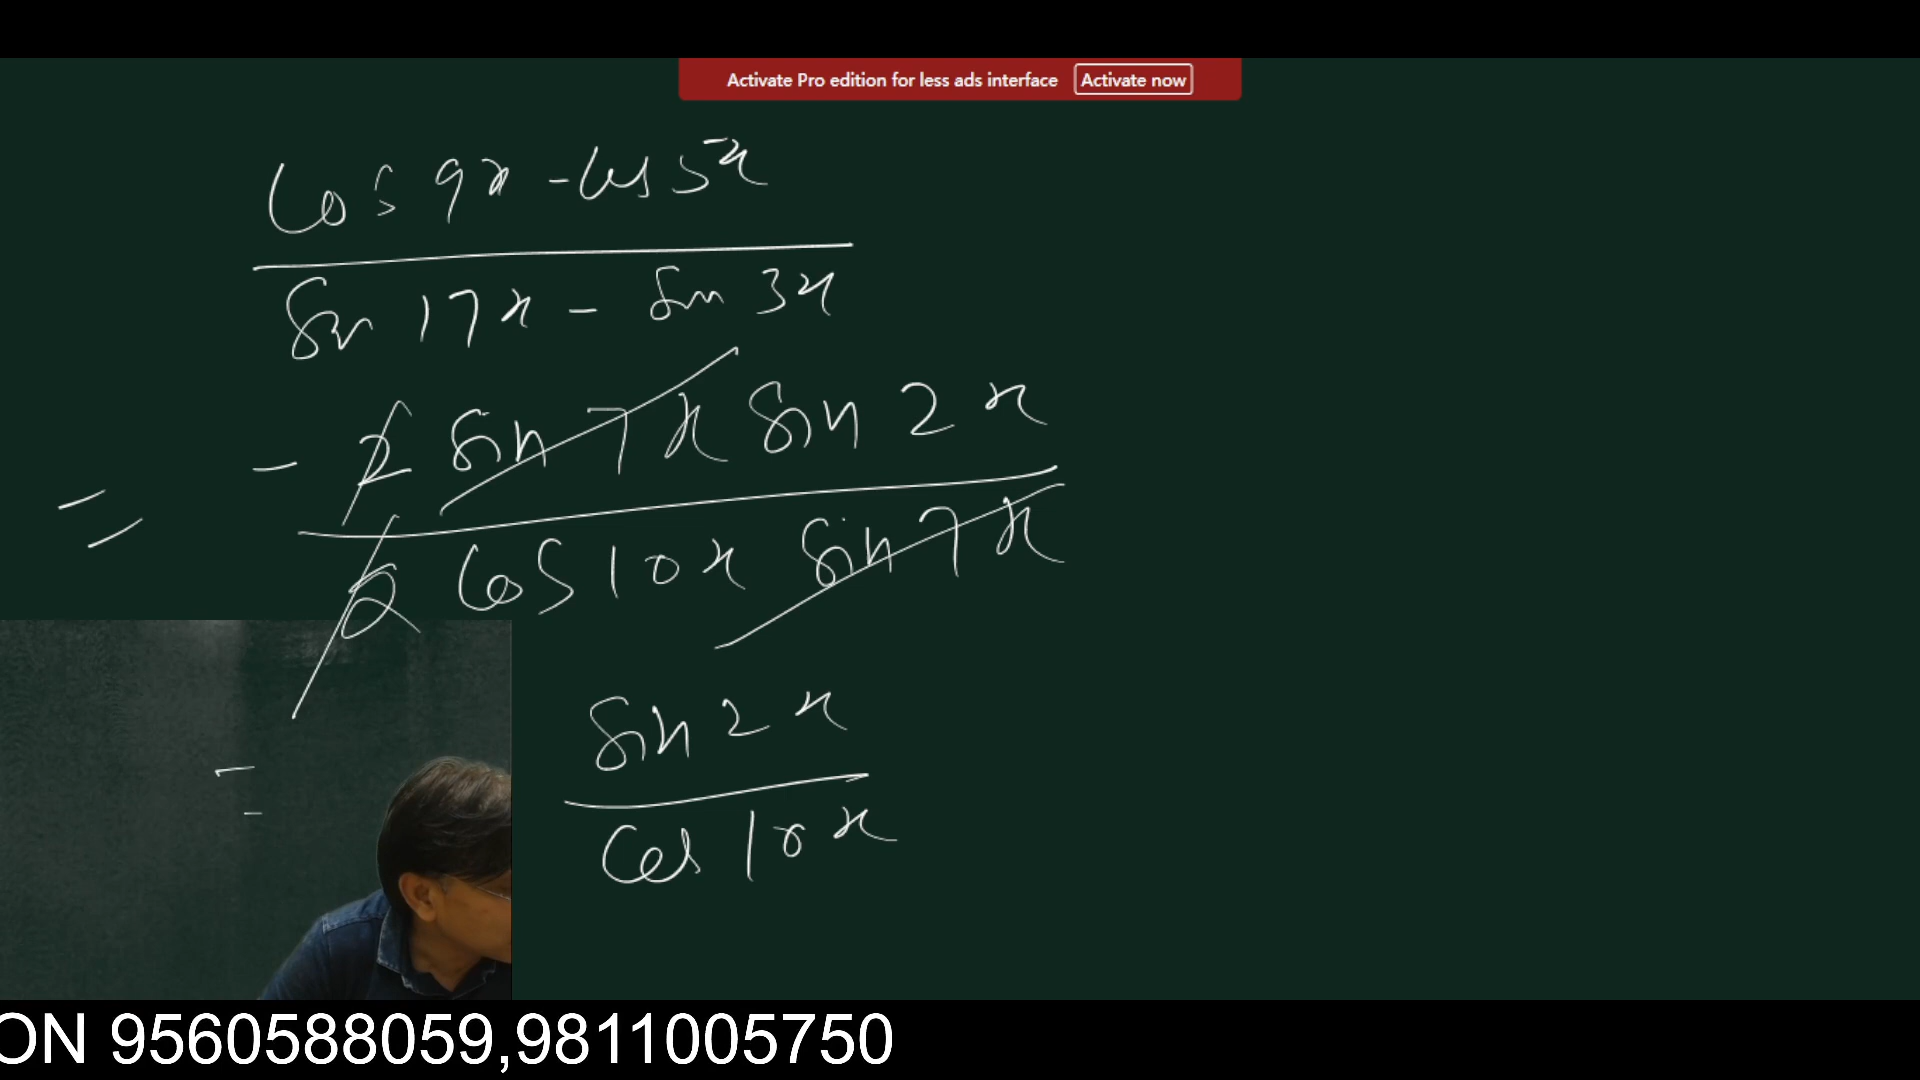 Activate Pro edition for less ads interface Activate now
cos 9x - cos 5x
sin 17x - sin 3x
= - 2 sin 7x sin 2x
2 cos 10x sin 7x
= sin 2x
cos 10x
ON 9560588059,9811005750